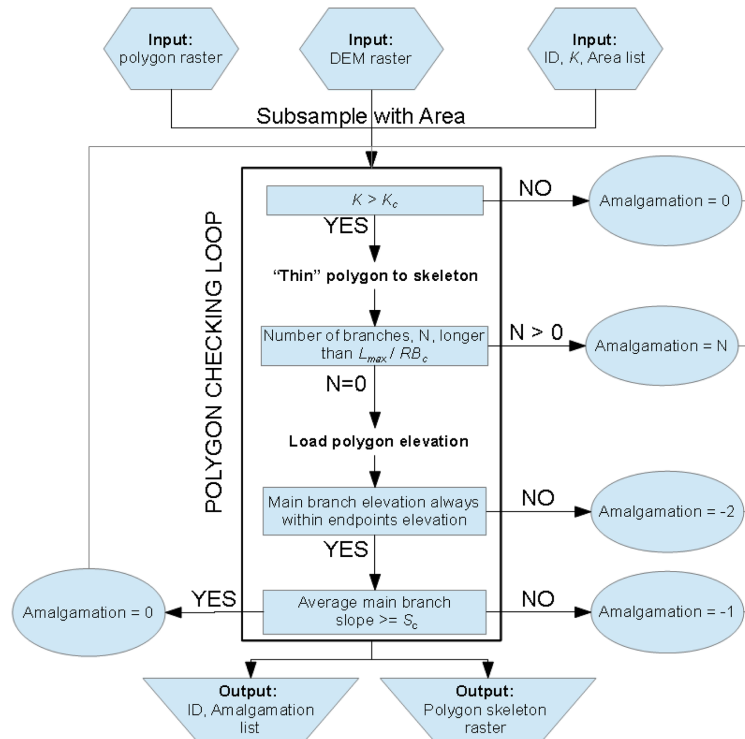 Input:
polygon raster
Input:
DEM raster
Input:
ID, K, Area list
Subsample with Area
POLYGON CHECKING LOOP
K > Kc
NO
Amalgamation = 0
YES
“Thin” polygon to skeleton
Number of branches, N, longer
than Lmax / RBc
N > 0
Amalgamation = N
N=0
Load polygon elevation
Main branch elevation always
within endpoints elevation
NO
Amalgamation = -2
YES
Average main branch
slope >= Sc
YES
Amalgamation = 0
NO
Amalgamation = -1
Output:
ID, Amalgamation
list
Output:
Polygon skeleton
raster